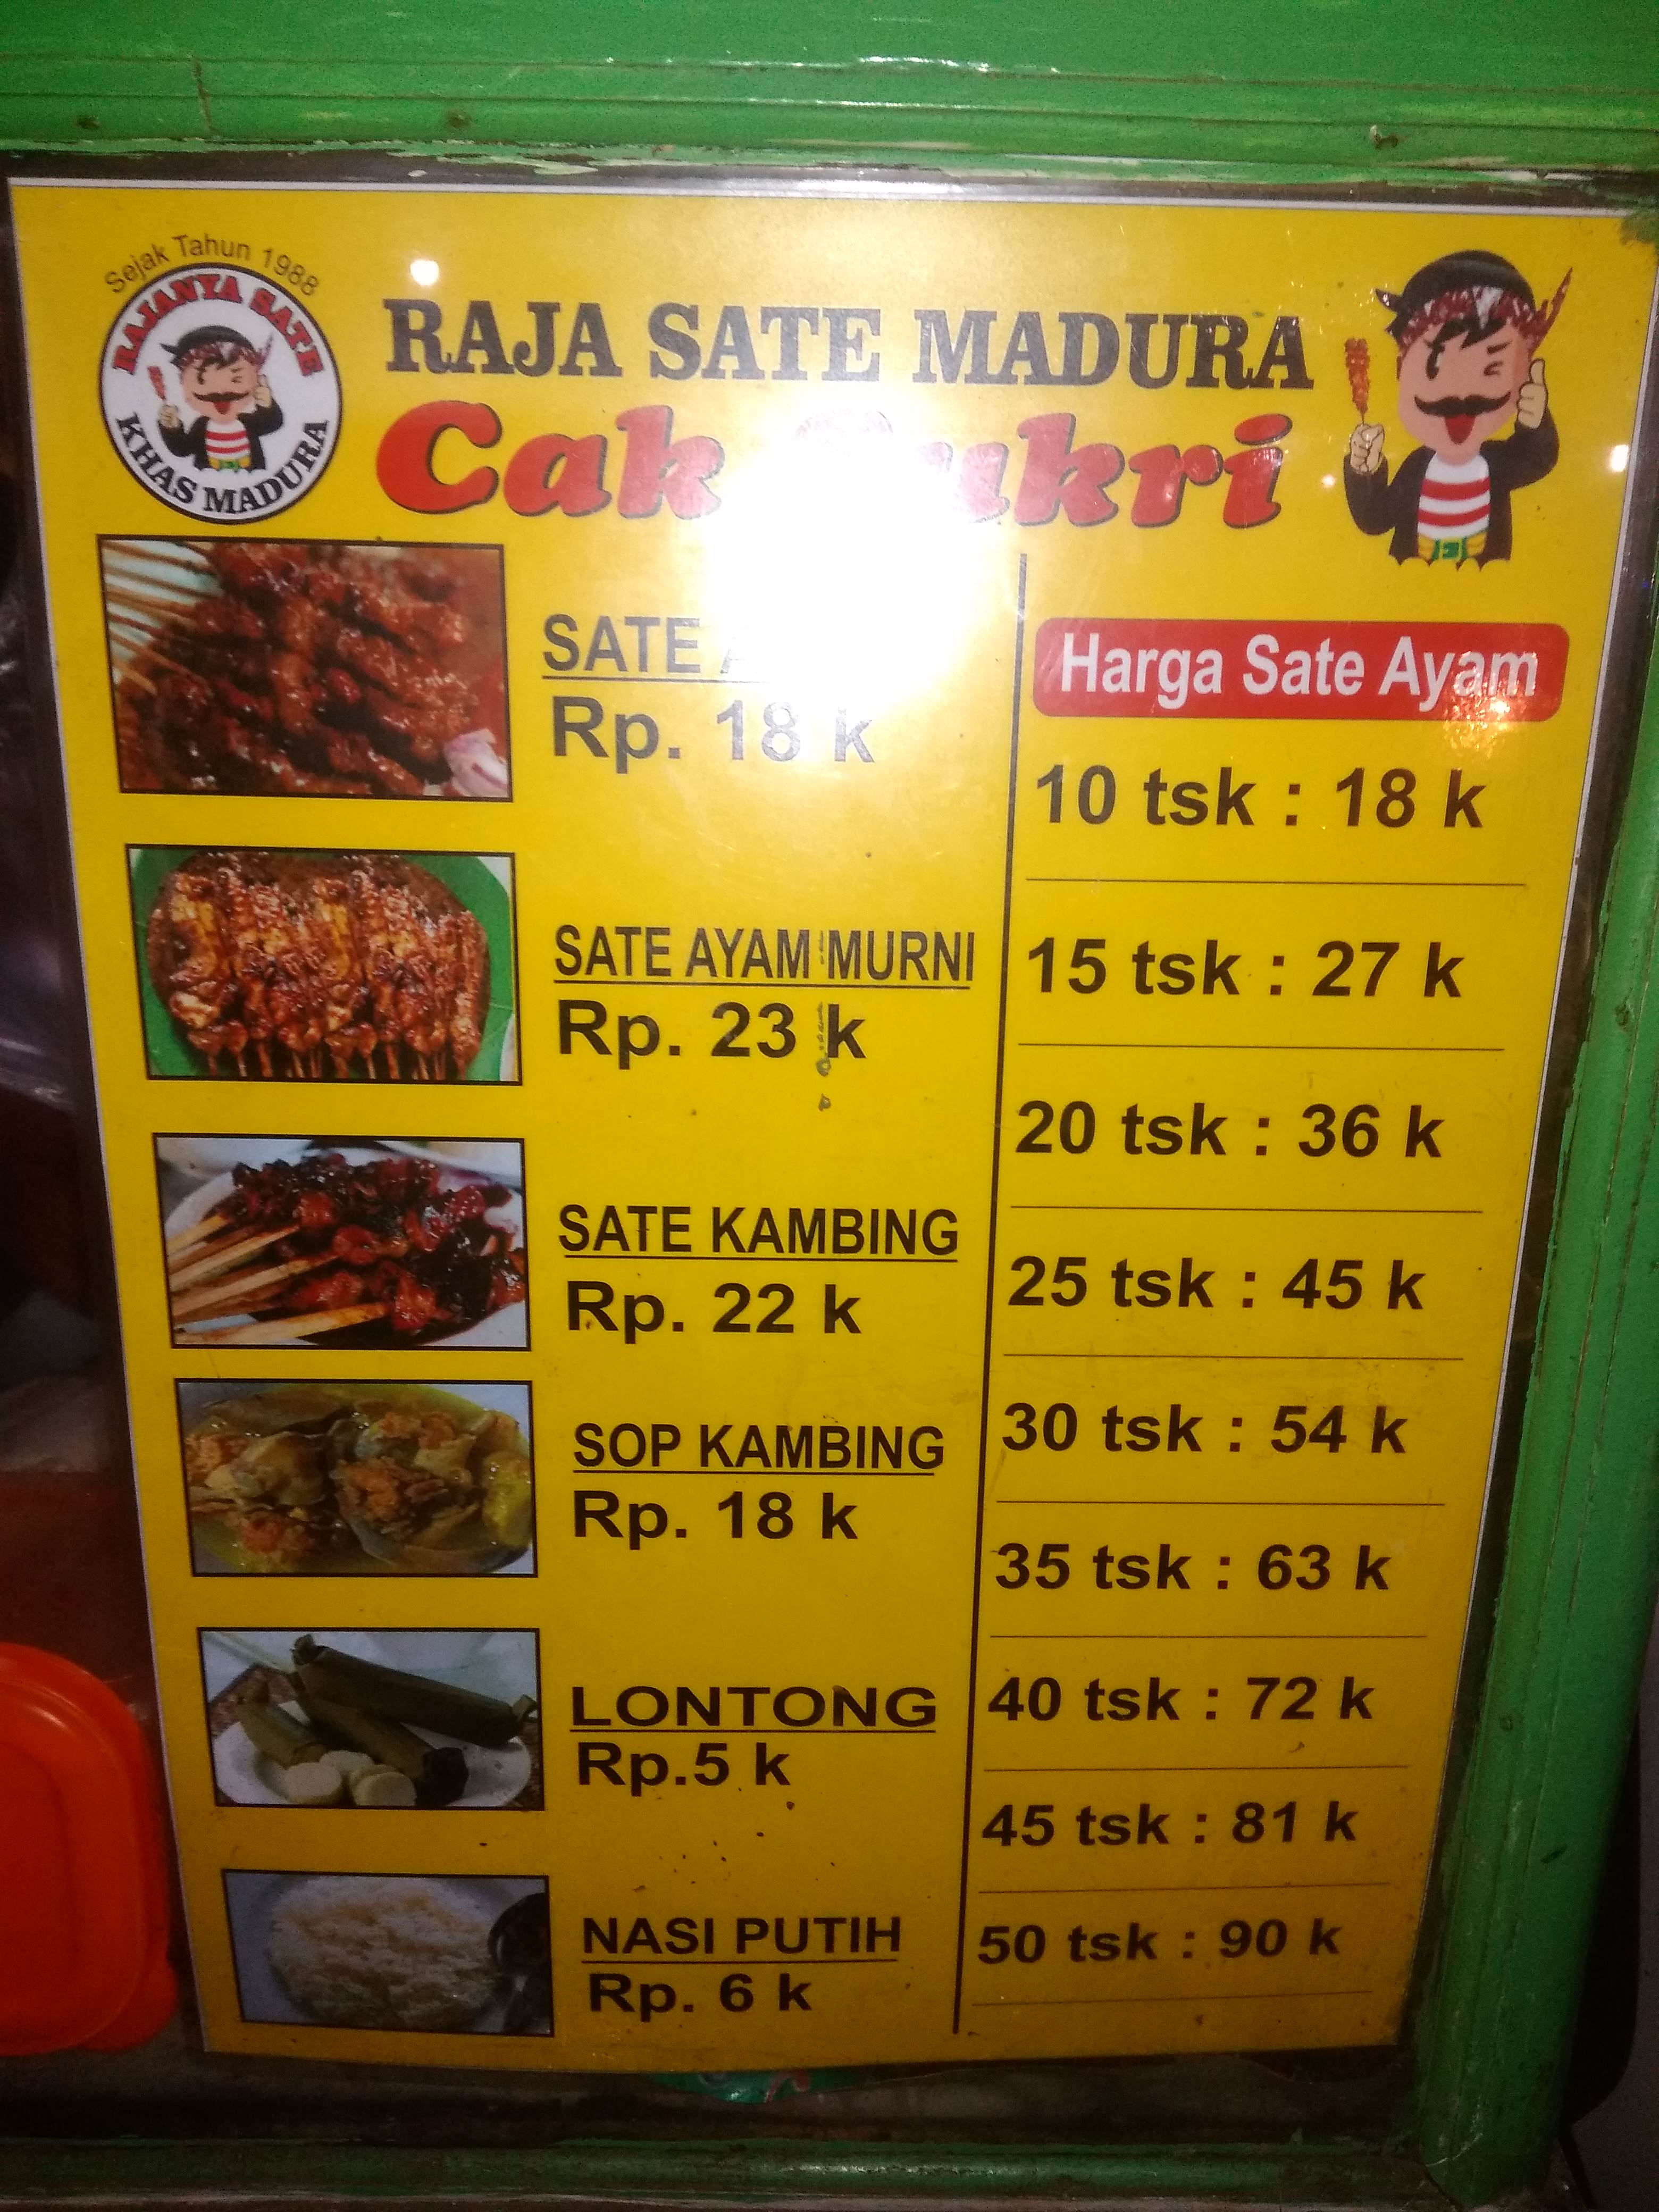 Sejak Tahun 1988
RAJANYA SATE
KHAS MADURA
RAJA SATE MADURA
Cak
SATE
Rp. 18 k
SATE AYAM MURNI
Rp. 23 k
SATE KAMBING
Rp. 22 k
SOP KAMBING
Rp. 18 k
LONTONG
Rp.5 k
NASI PUTIH
Rp. 6 k
Harga Sate Ayam
10 tsk : 18 k
15 tsk : 27 k
20 tsk : 36 k
25 tsk : 45 k
30 tsk : 54 k
35 tsk : 63 k
40 tsk : 72 k
45 tsk : 81 k
50 tsk : 90 k